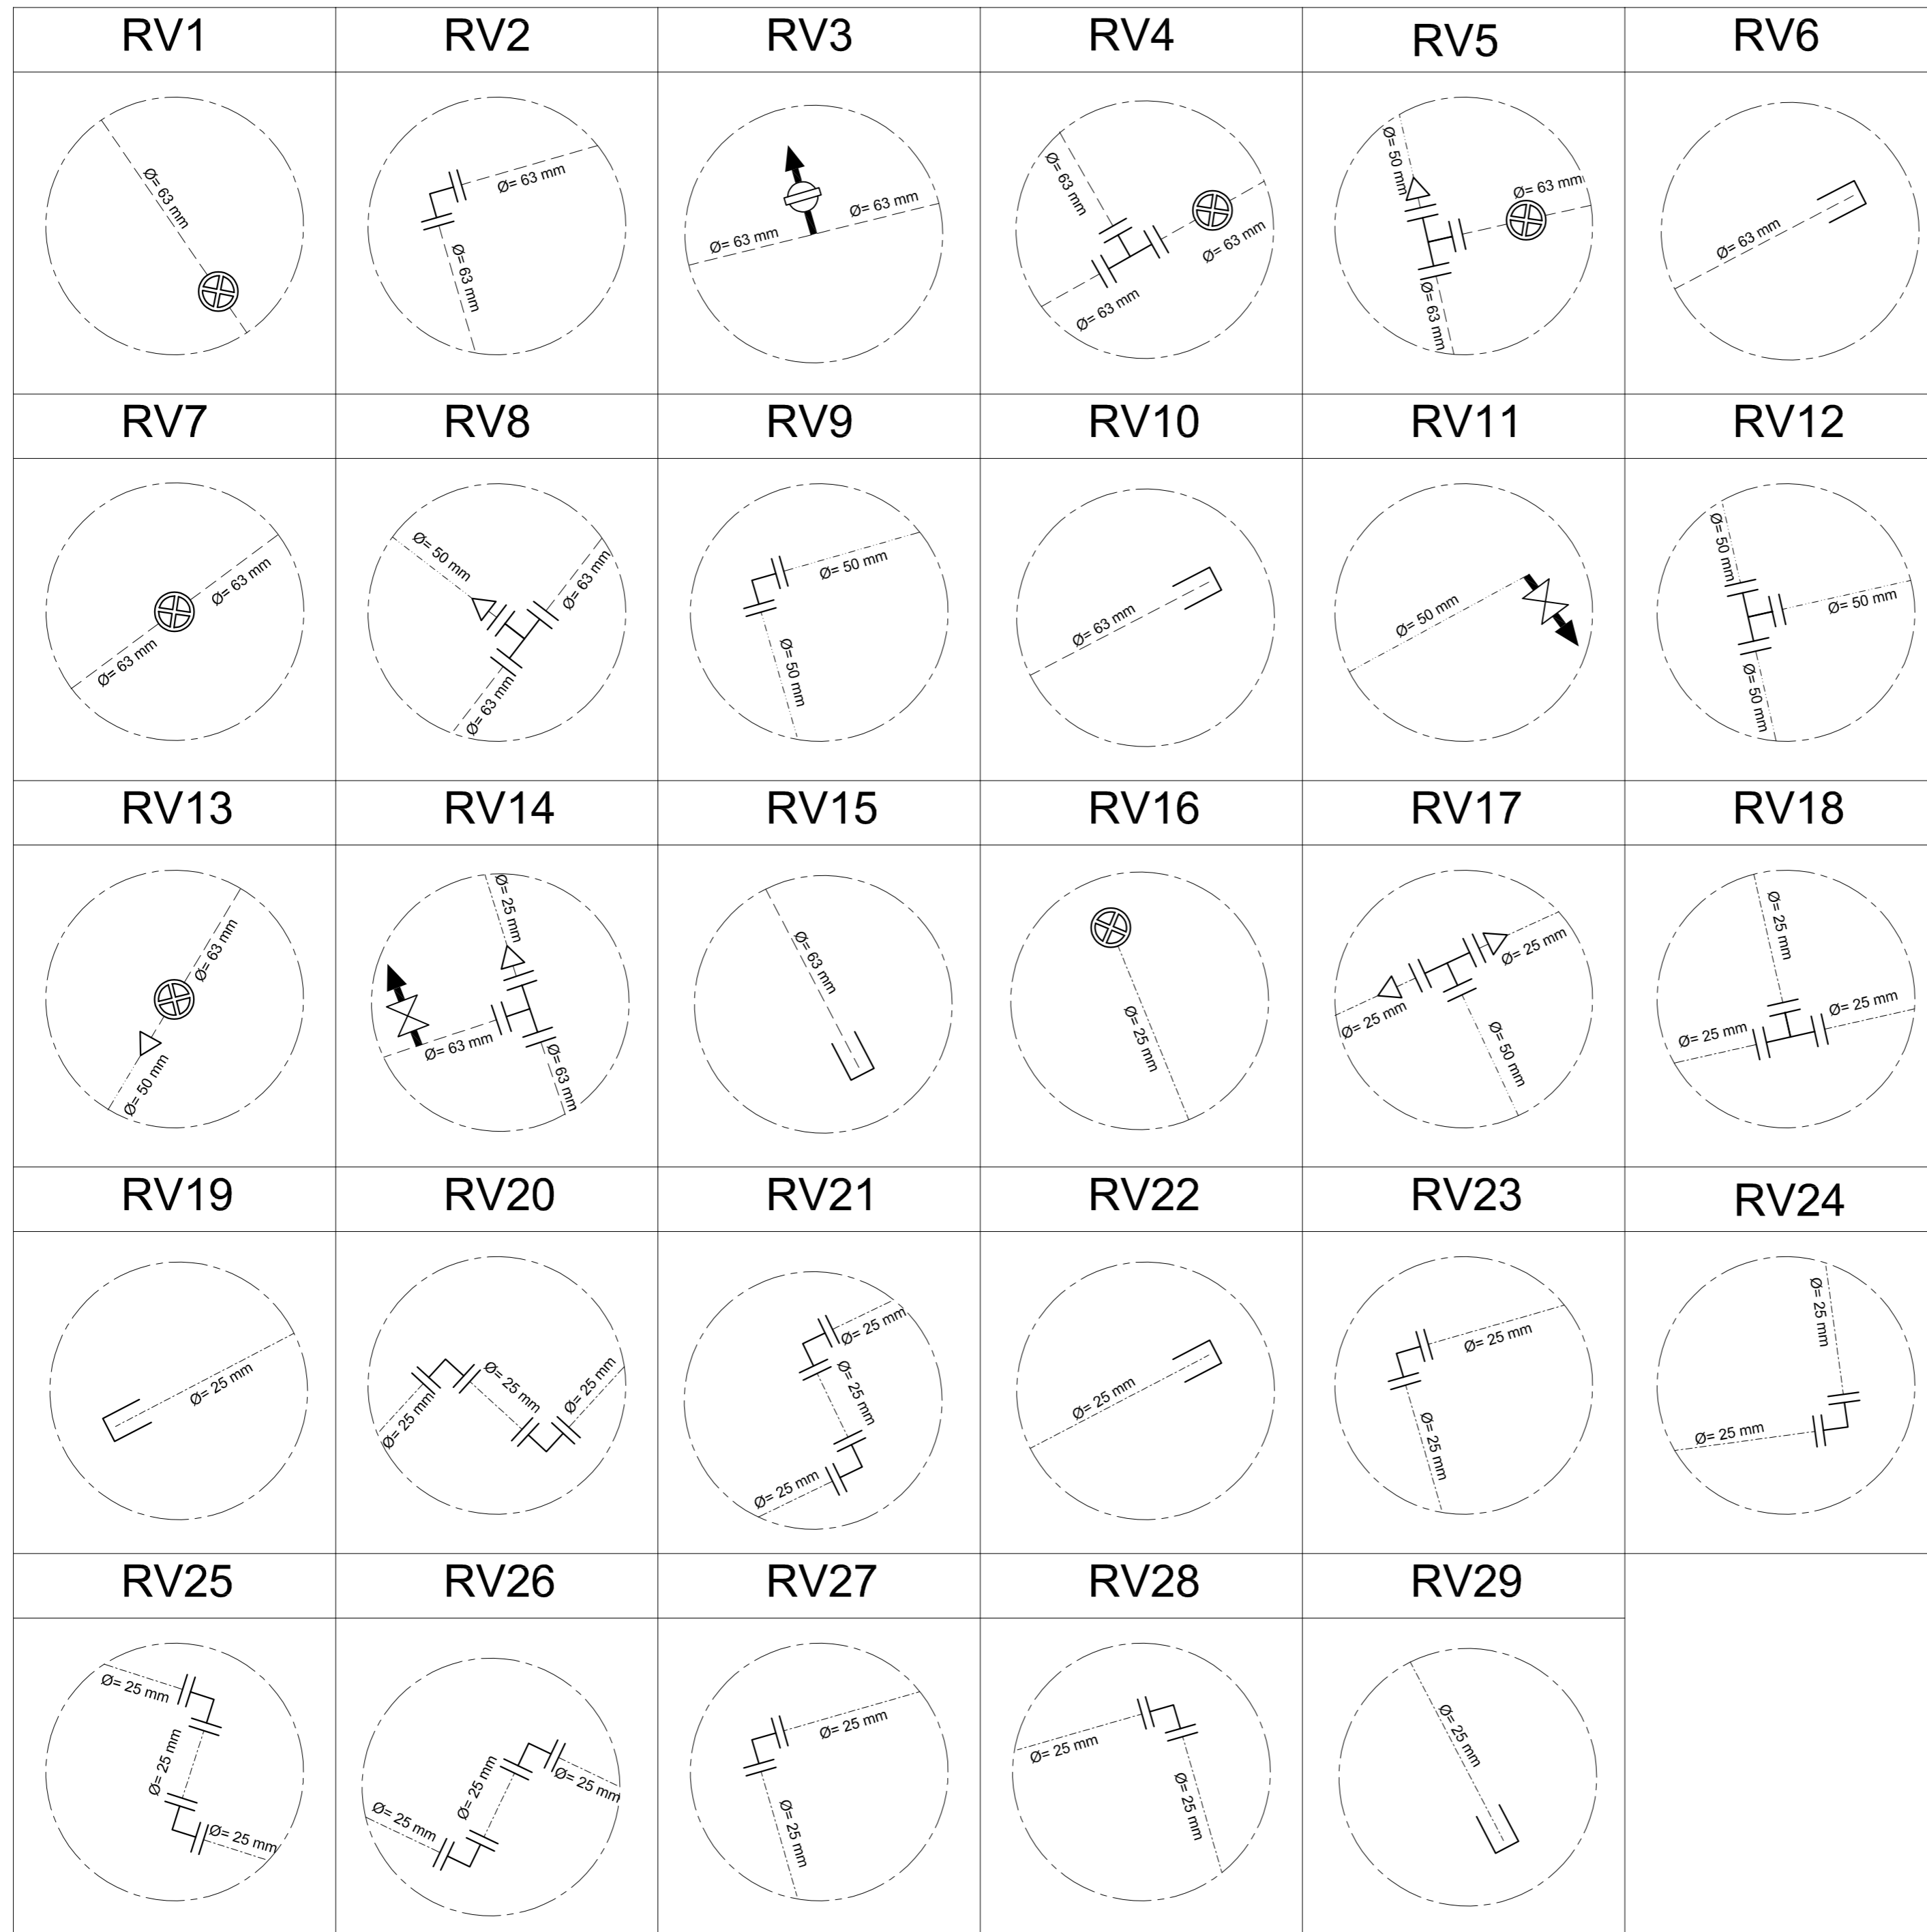 RV1
RV2
RV3
RV4
RV5
RV6
Ø= 63 mm
Ø= 63 mm
Ø= 63 mm
Ø= 63 mm
Ø= 63 mm
Ø= 63 mm
Ø= 63 mm
Ø= 63 mm
Ø= 50 mm
Ø= 63 mm
Ø= 63 mm
Ø= 63 mm
RV7
RV8
RV9
RV10
RV11
RV12
Ø= 63 mm
Ø= 63 mm
Ø= 50 mm
Ø= 63 mm
Ø= 63 mm
Ø= 50 mm
Ø= 50 mm
Ø= 63 mm
Ø= 50 mm
Ø= 50 mm
Ø= 50 mm
Ø= 50 mm
RV13
RV14
RV15
RV16
RV17
RV18
Ø= 63 mm
Ø= 50 mm
Ø= 25 mm
Ø= 63 mm
Ø= 63 mm
Ø= 63 mm
Ø= 25 mm
Ø= 25 mm
Ø= 25 mm
Ø= 50 mm
Ø= 25 mm
Ø= 25 mm
Ø= 25 mm
RV19
RV20
RV21
RV22
RV23
RV24
Ø= 25 mm
Ø= 25 mm
Ø= 25 mm
Ø= 25 mm
Ø= 25 mm
Ø= 25 mm
Ø= 25 mm
Ø= 25 mm
Ø= 25 mm
Ø= 25 mm
Ø= 25 mm
Ø= 25 mm
RV25
RV26
RV27
RV28
RV29
Ø= 25 mm
Ø= 25 mm
Ø= 25 mm
Ø= 25 mm
Ø= 25 mm
Ø= 25 mm
Ø= 25 mm
Ø= 25 mm
Ø= 25 mm
Ø= 25 mm
Ø= 25 mm